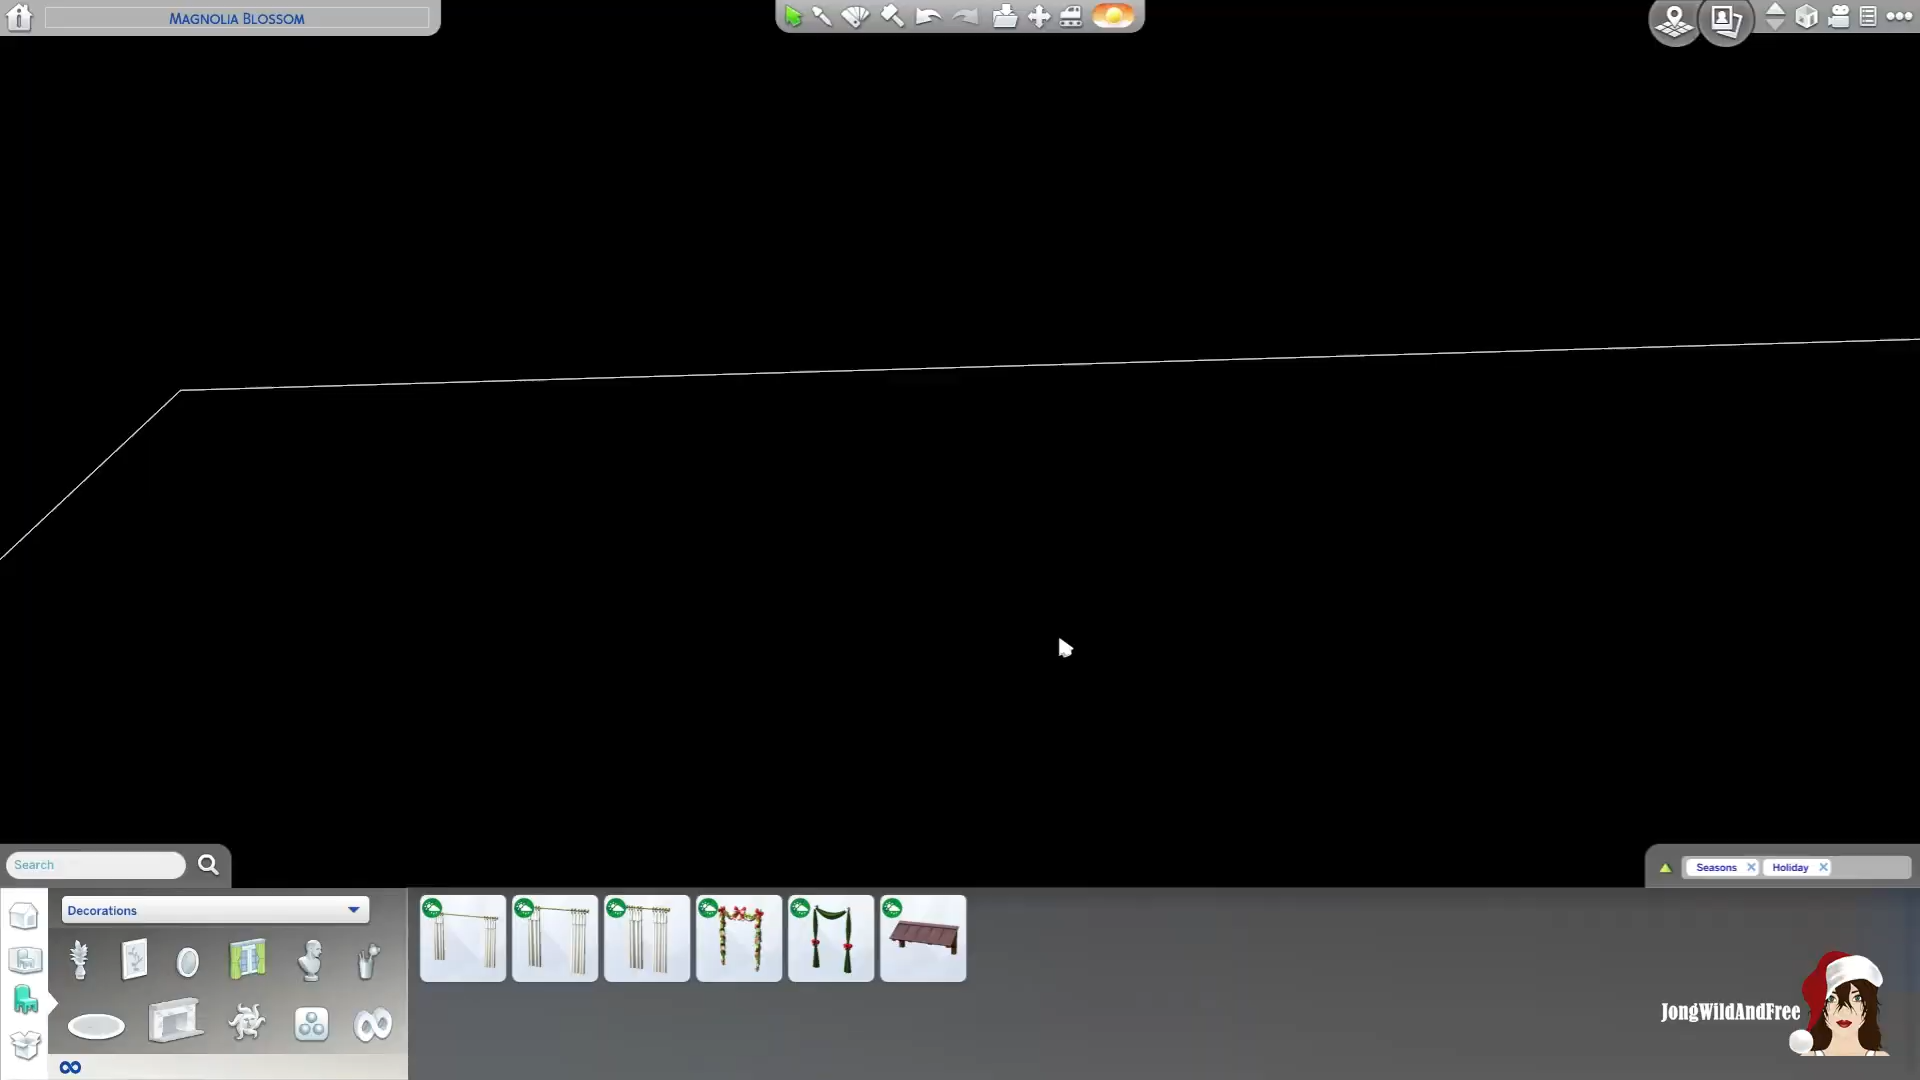 MAGNOLIA BLOSSOM
Search
Seasons
Holiday
Decorations
JongWildAndFree